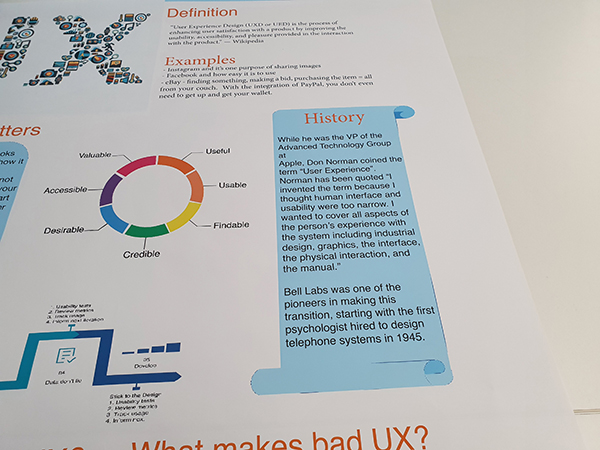 UX
Definition
"User Experience Design (UXD or UED) is the process of
enhancing user satisfaction with a product by improving the
usability, accessibility, and pleasure provided in the interaction
with the product." — Wikipedia
Examples
- Instagram and it's one purpose of sharing images
- Facebook and how easy it is to use
- eBay - finding something, making a bid, purchasing the item = all
from your couch. With the integration of PayPal, you don't even
need to get up and get your wallet.
tters
oks
how it
not
your
art
er
Valuable
Useful
Accessible
Usable
Desirable
Findable
Credible
History
While he was the VP of the
Advanced Technology Group
at
Apple, Don Norman coined the
term "User Experience".
Norman has been quoted "I
invented the term because I
thought human interface and
usability were too narrow. I
wanted to cover all aspects of
the person's experience with
the system including industrial
design, graphics, the interface,
the physical interaction, and
the manual."
Bell Labs was one of the
pioneers in making this
transition, starting with the first
psychologist hired to design
telephone systems in 1945.
1. Usability tests
2. Review metrics
3. Track usage
4. Inform next iteration
04
Data don't lie
05
Develop
Stick to the Design
1. Usability tests
2. Review metrics
3. Track usage
4. Inform nex.
What makes bad UX?